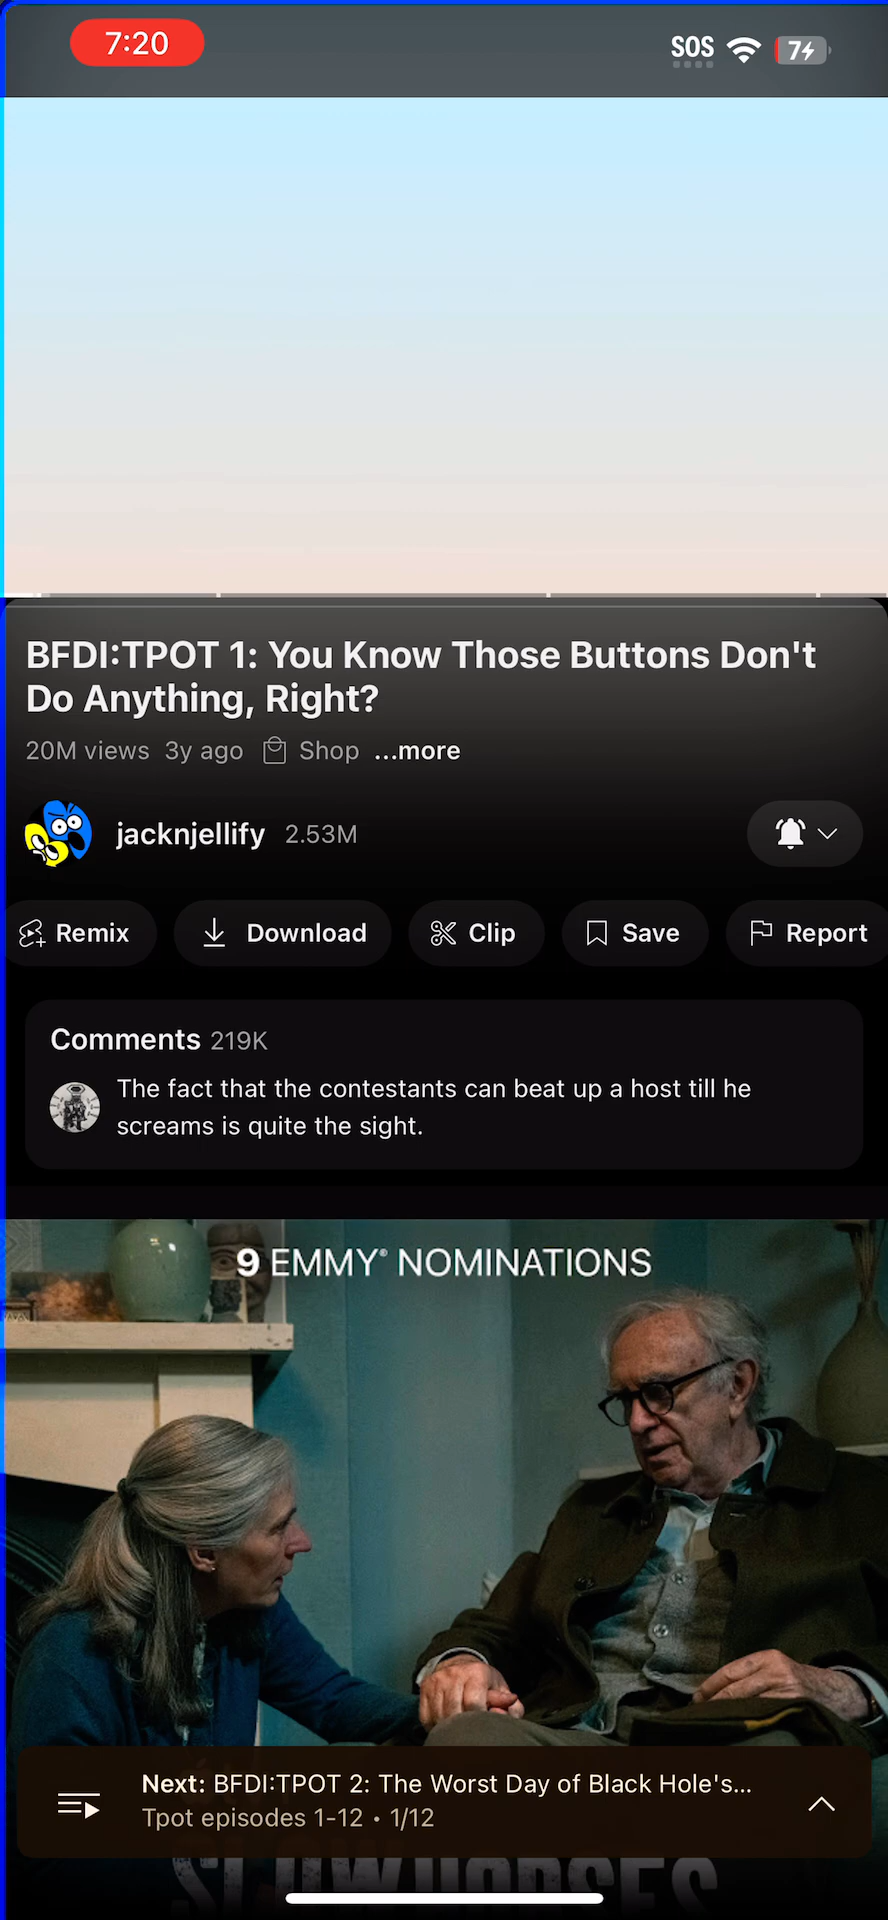 7:20
SOS
7
BFDI:TPOT 1: You Know Those Buttons Don't
Do Anything, Right?
20M views 3y ago Shop ...more
jacknjellify 2.53M
Remix
Download
Clip
Save
Report
Comments 219K
The fact that the contestants can beat up a host till he
screams is quite the sight.
9 EMMY® NOMINATIONS
Next: BFDI:TPOT 2: The Worst Day of Black Hole's...
Tpot episodes 1-12 • 1/12
SLOW HORSES